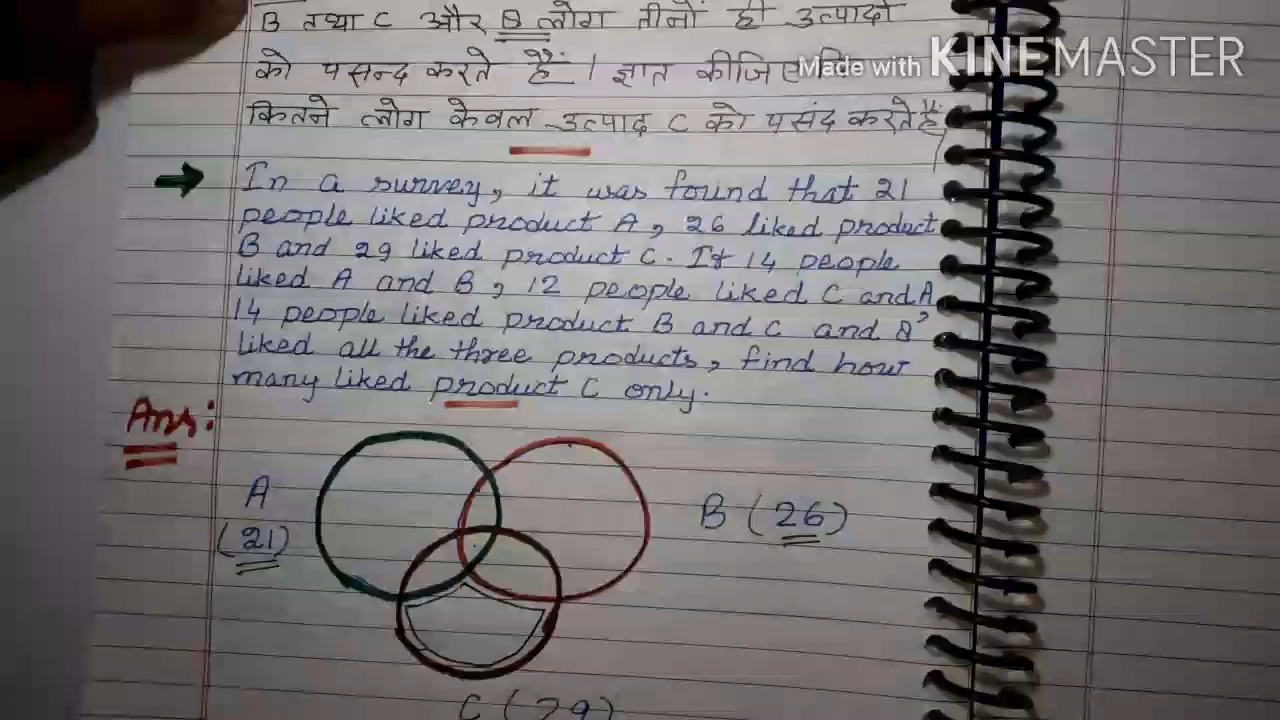 B तथा C और 8 लोग तीनों ही उत्पादों
को पसन्द करते हैं। ज्ञात कीजिए कि
Made with KINEMASTER
कितने लोग केवल उत्पाद C को पसंद करते हैं
In a survey, it was found that 21
people liked product A, 26 liked product
B and 29 liked product C. If 14 people
liked A and B, 12 people liked C and A,
14 people liked product B and C and 8
liked all the three products, find how
many liked product C only.
Ans:
A
(21)
B (26)
C (29)